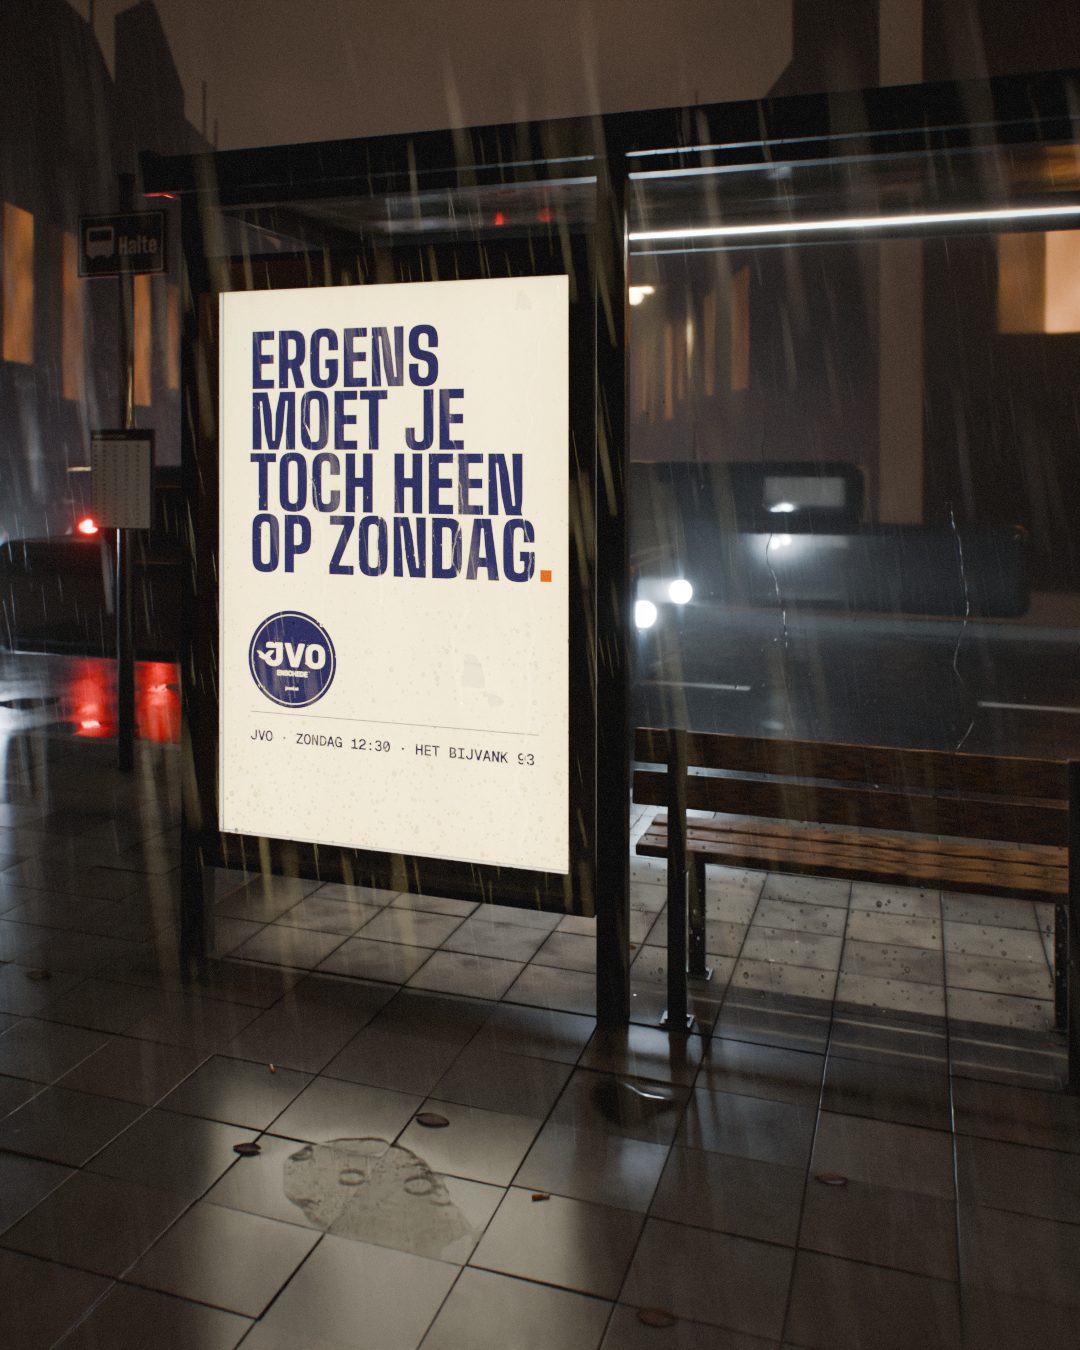 Halte
ERGENS
MOET JE
TOCH HEEN
OP ZONDAG.
JVO
ENSCHEDE
JVO · ZONDAG 12:30 · HET BIJVANK 93